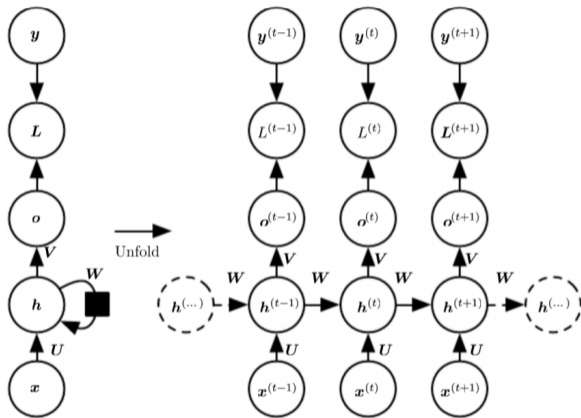 y y^{(t-1)} y^{(t)} y^{(t+1)}
L L^{(t-1)} L^{(t)} L^{(t+1)}
o o^{(t-1)} o^{(t)} o^{(t+1)}
Unfold
V V V V
W W W W W
h h^{(...)} h^{(t-1)} h^{(t)} h^{(t+1)} h^{(...)}
U U U U
x x^{(t-1)} x^{(t)} x^{(t+1)}